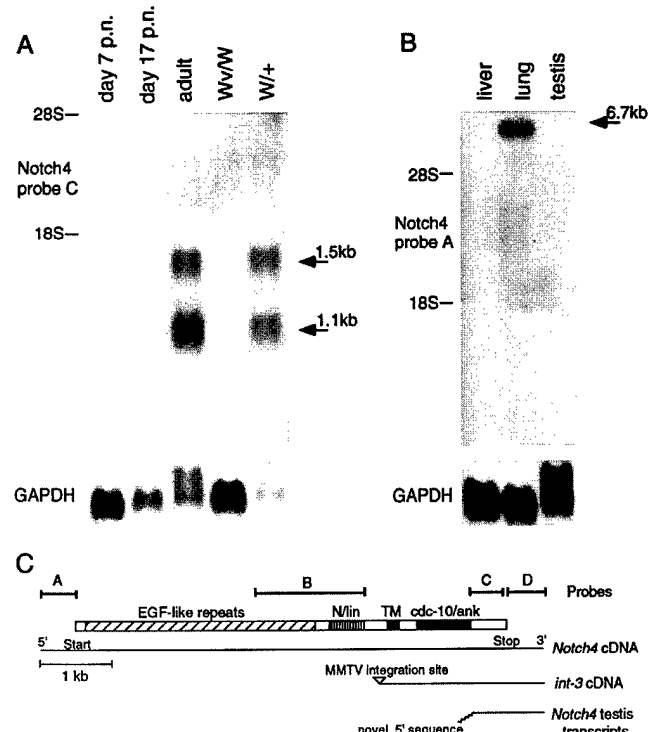 A
day 7 p.n.
day 17 p.n.
adult
Wv/W
W/+
28S
Notch4
probe C
18S
1.5kb
1.1kb
GAPDH
B
liver
lung
testis
6.7kb
28S
Notch4
probe A
18S
GAPDH
C
A B C D Probes
EGF-like repeats N/lin TM cdc-10/ank
5' Start Stop 3' Notch4 cDNA
1 kb
MMTV integration site
int-3 cDNA
Notch4 testis
novel 5' sequence transcripts